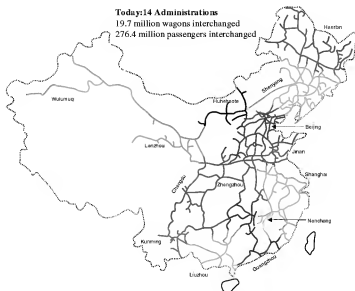 Today:14 Administrations
19.7 million wagons interchanged
276.4 million passengers interchanged
Harbin
Shenyang
Wulumuqi
Huhehaote
Beijing
Jinan
Lanzhou
Shanghai
Chengdu
Zhengzhou
Nanchang
Kunming
Guangzhou
Liuzhou